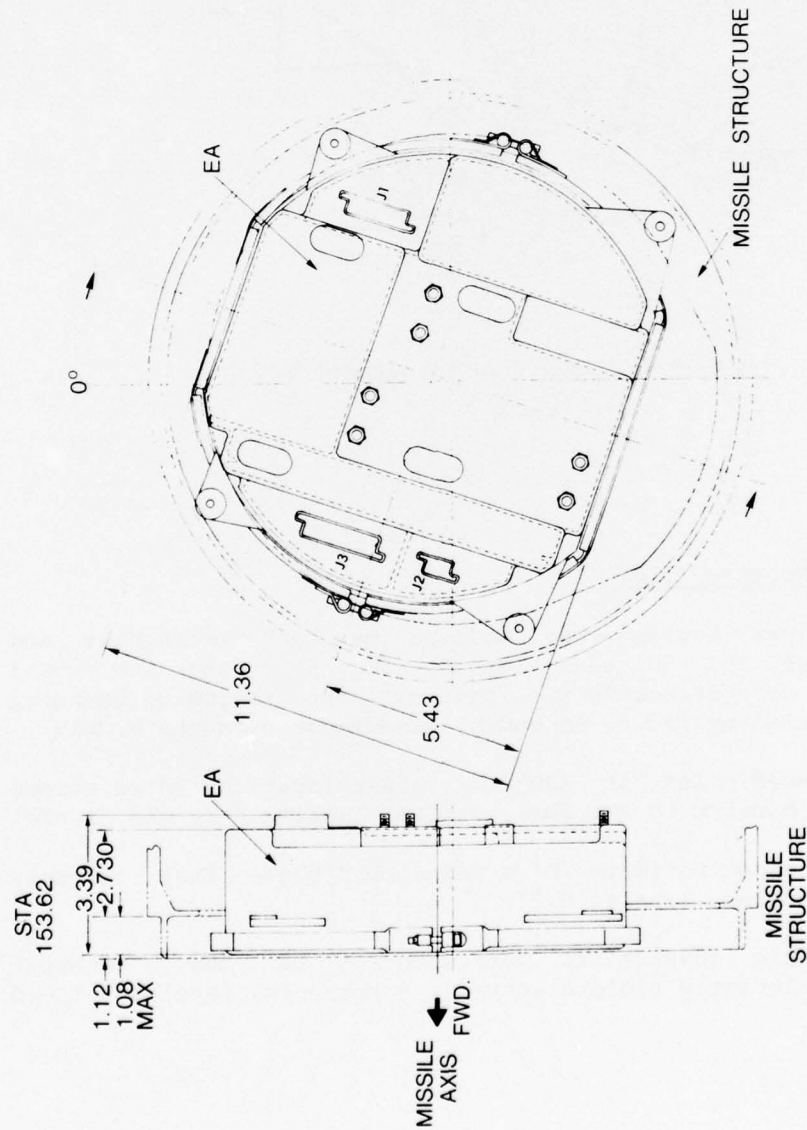 STA
153.62
3.39
2.730
1.12
1.08
MAX
EA
MISSILE
AXIS
FWD.
MISSILE
STRUCTURE
11.36
5.43
0°
EA
J1
J3
J2
MISSILE STRUCTURE